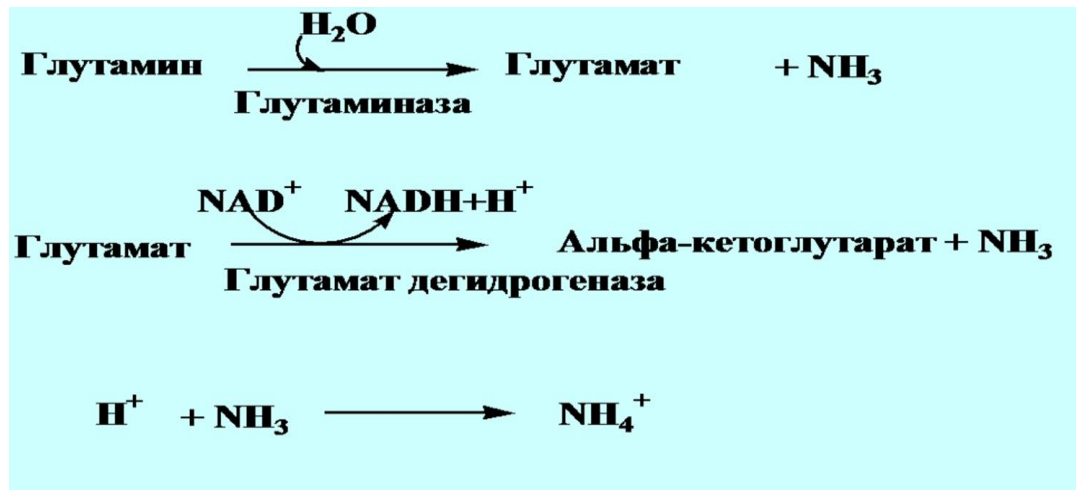 H₂O
Глутамин Глутамат + NH₃
Глутаминаза
NAD⁺ NADH+H⁺
Глутамат Альфа-кетоглутарат + NH₃
Глутамат дегидрогеназа
H⁺ + NH₃ NH₄⁺